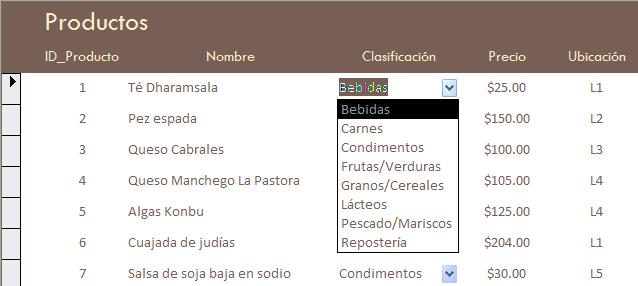 Productos
ID_Producto Nombre Clasificación Precio Ubicación
1 Té Dharamsala Bebidas $25.00 L1
Bebidas
2 Pez espada Carnes $150.00 L2
3 Queso Cabrales Condimentos $100.00 L3
Frutas/Verduras
4 Queso Manchego La Pastora Granos/Cereales $105.00 L4
5 Algas Konbu Lácteos $125.00 L4
Pescado/Mariscos
6 Cuajada de judías Repostería $204.00 L1
7 Salsa de soja baja en sodio Condimentos $30.00 L5